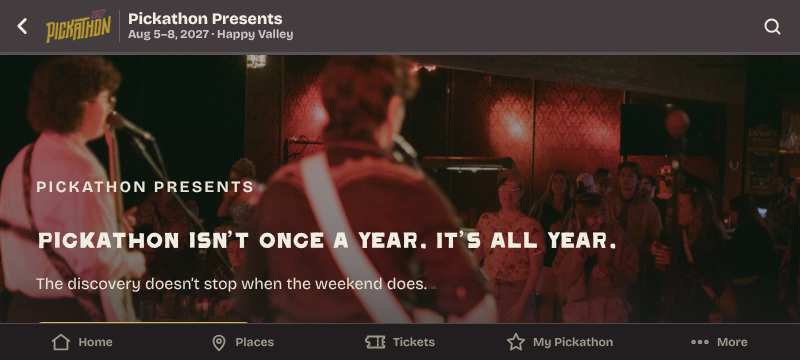 PICKATHON
Pickathon Presents
Aug 5–8, 2027 · Happy Valley
PICKATHON PRESENTS
PICKATHON ISN'T ONCE A YEAR. IT'S ALL YEAR.
The discovery doesn't stop when the weekend does.
Home
Places
Tickets
My Pickathon
More